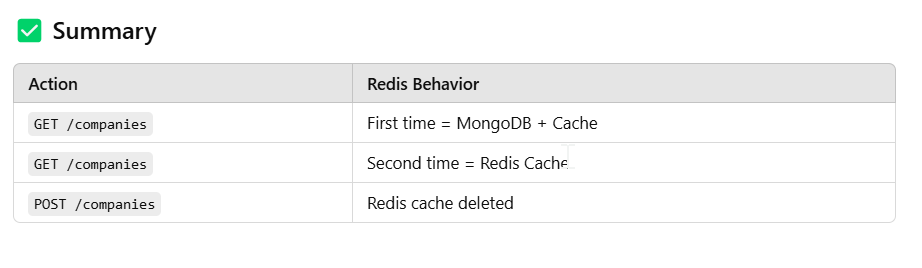 Summary
Action Redis Behavior
GET /companies First time = MongoDB + Cache
GET /companies Second time = Redis Cache
POST /companies Redis cache deleted